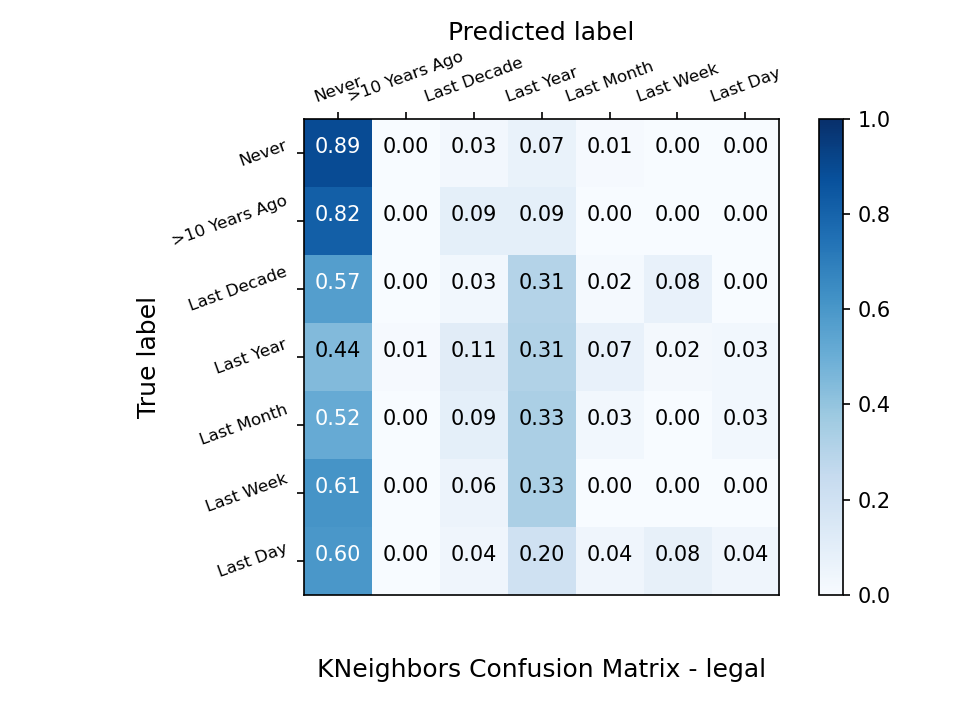 Predicted label
Never >10 Years Ago Last Decade Last Year Last Month Last Week Last Day
1.0
Never 0.89 0.00 0.03 0.07 0.01 0.00 0.00
0.8
>10 Years Ago 0.82 0.00 0.09 0.09 0.00 0.00 0.00
Last Decade 0.57 0.00 0.03 0.31 0.02 0.08 0.00
0.6
True label
Last Year 0.44 0.01 0.11 0.31 0.07 0.02 0.03
0.4
Last Month 0.52 0.00 0.09 0.33 0.03 0.00 0.03
Last Week 0.61 0.00 0.06 0.33 0.00 0.00 0.00
0.2
Last Day 0.60 0.00 0.04 0.20 0.04 0.08 0.04
0.0
KNeighbors Confusion Matrix - legal